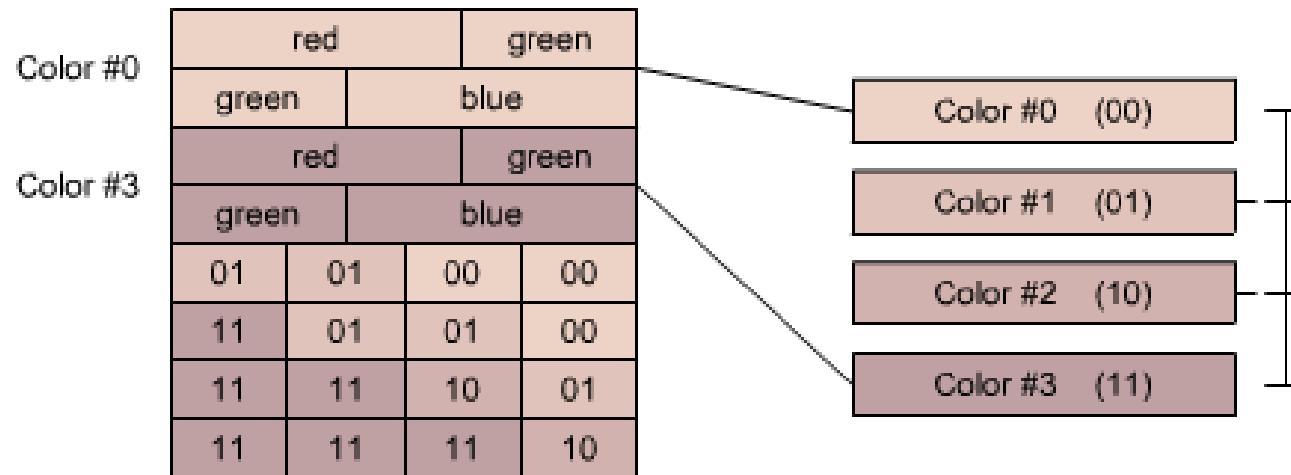 red green
Color #0
green blue
Color #0 (00)
red green
Color #3
green blue
Color #1 (01)
01 01 00 00
Color #2 (10)
11 01 01 00
11 11 10 01
Color #3 (11)
11 11 11 10